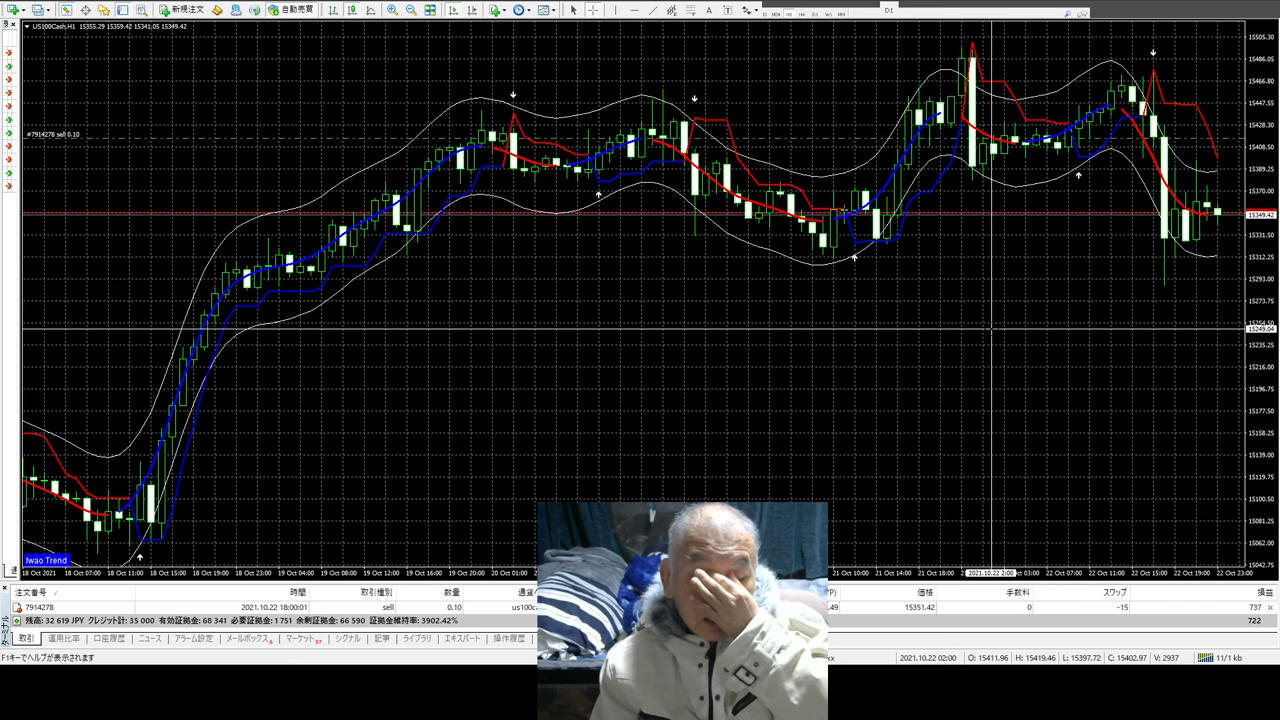 新規注文
自動売買
D1
US100Cash,H1 15355.29 15359.42 15341.05 15349.42
#7914278 sell 0.10
15505.30
15486.05
15466.80
15447.55
15428.30
15408.50
15389.25
15370.00
15349.42
15331.50
15312.25
15293.00
15273.75
15254.50
15249.04
15235.25
15216.00
15196.75
15177.50
15158.25
15139.00
15119.75
15100.50
15081.25
15062.00
15042.75
Iwao Trend
18 Oct 2021
18 Oct 07:00
18 Oct 11:00
18 Oct 15:00
18 Oct 19:00
18 Oct 23:00
19 Oct 04:00
19 Oct 08:00
19 Oct 12:00
19 Oct 16:00
19 Oct 20:00
20 Oct 01:00
21 Oct 10:00
21 Oct 14:00
21 Oct 18:00
2021.10.22 2:00
22 Oct 07:00
22 Oct 11:00
22 Oct 15:00
22 Oct 19:00
22 Oct 23:00
注文番号 時間 取引種別 数量 価格 手数料 スワップ 損益
7914278 2021.10.22 18:00:01 sell 0.10 15351.42 0 -15 737
残高: 32 619 JPY クレジット計: 35 000 有効証拠金: 68 341 必要証拠金: 1 751 余剰証拠金: 66 590 証拠金維持率: 3902.42% 722
取引 運用比率 口座履歴 ニュース アラーム設定 メールボックス6 マーケット97 シグナル 記事 ライブラリ エキスパート 操作履歴
F1キーでヘルプが表示されます 2021.10.22 02:00 O: 15411.96 H: 15419.46 L: 15397.72 C: 15402.97 V: 2937 11/1 kb